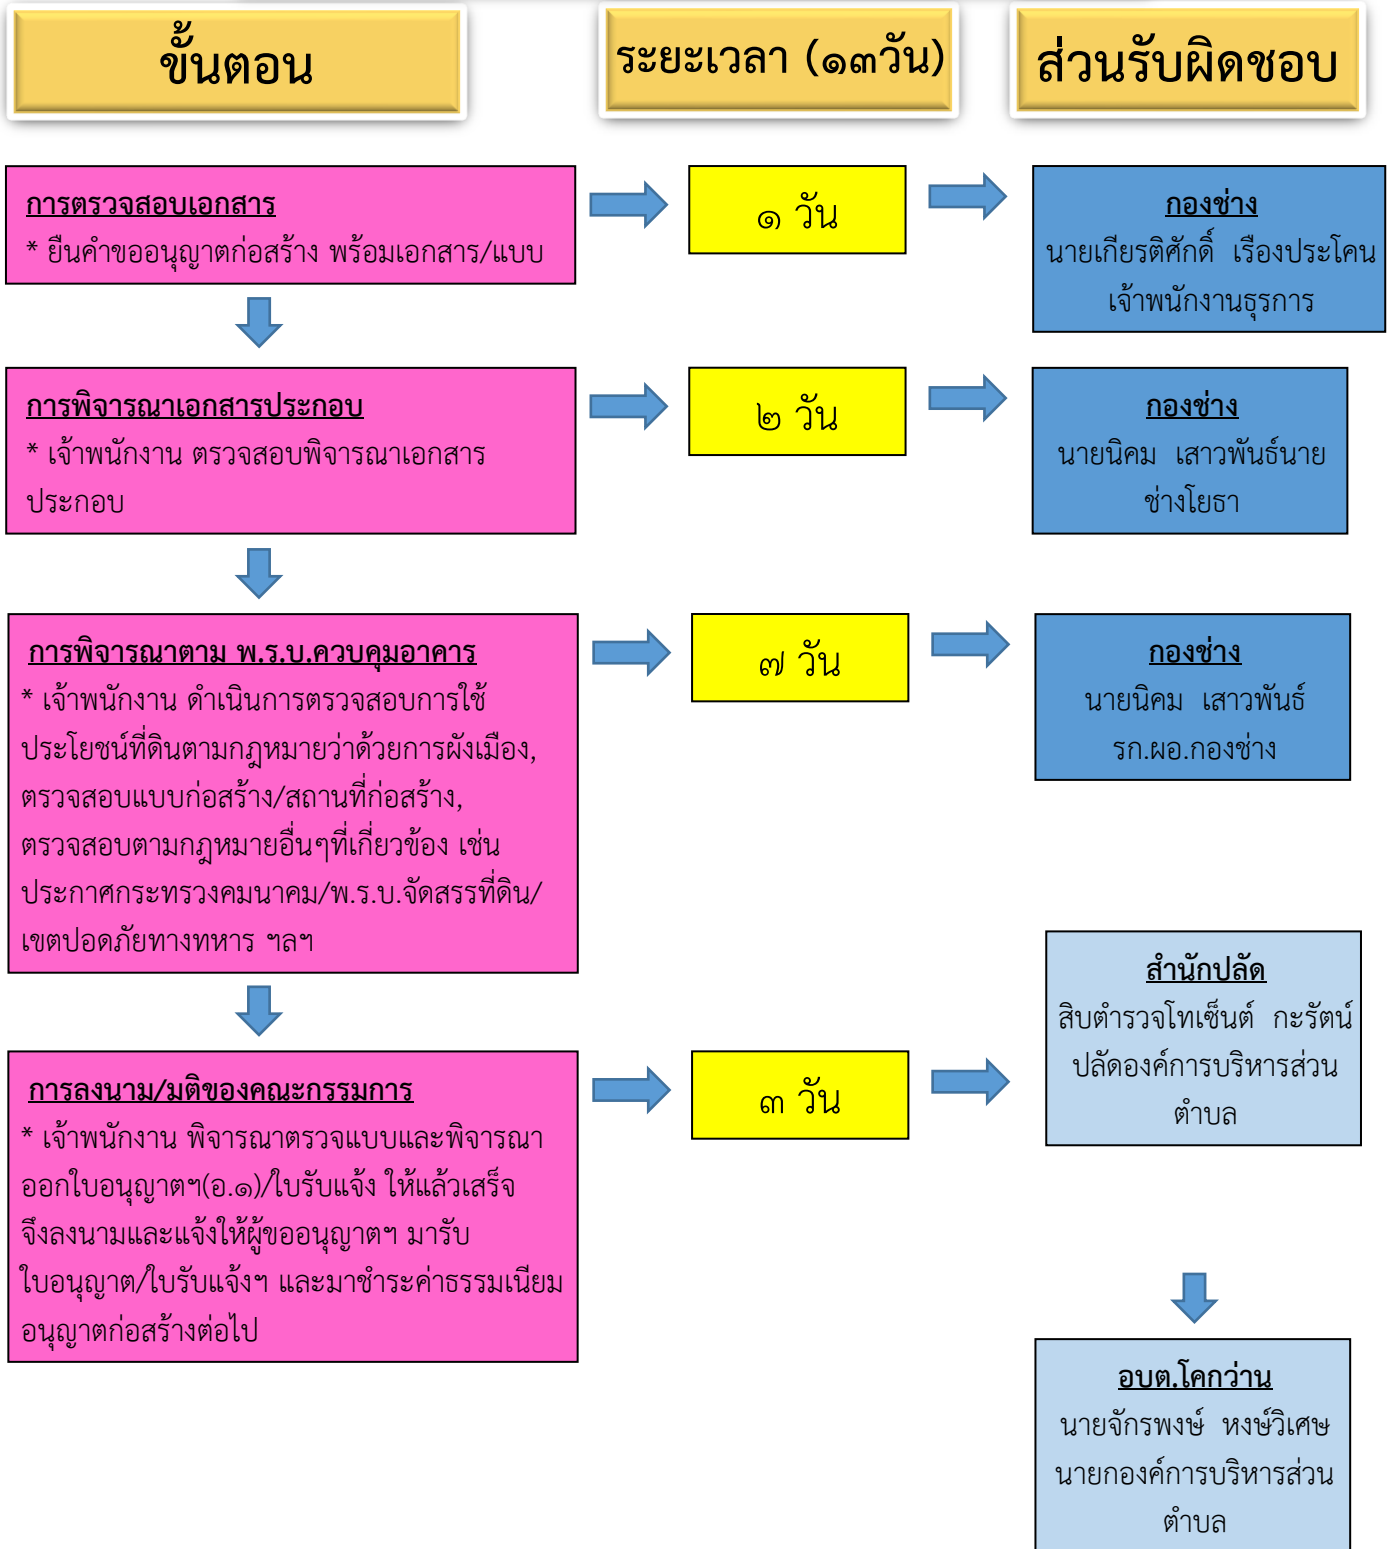 ขั้นตอน
ระยะเวลา (๑๓วัน)
ส่วนรับผิดชอบ
การตรวจสอบเอกสาร
* ยืนคำขออนุญาตก่อสร้าง พร้อมเอกสาร/แบบ
๑ วัน
กองช่าง
นายเกียรติศักดิ์ เรืองประโคน
เจ้าพนักงานธุรการ
การพิจารณาเอกสารประกอบ
* เจ้าพนักงาน ตรวจสอบพิจารณาเอกสาร
ประกอบ
๒ วัน
กองช่าง
นายนิคม เสาวพันธ์นาย
ช่างโยธา
การพิจารณาตาม พ.ร.บ.ควบคุมอาคาร
* เจ้าพนักงาน ดำเนินการตรวจสอบการใช้
ประโยชน์ที่ดินตามกฎหมายว่าด้วยการผังเมือง,
ตรวจสอบแบบก่อสร้าง/สถานที่ก่อสร้าง,
ตรวจสอบตามกฎหมายอื่นๆที่เกี่ยวข้อง เช่น
ประกาศกระทรวงคมนาคม/พ.ร.บ.จัดสรรที่ดิน/
เขตปอดภัยทางทหาร ฯลฯ
๗ วัน
กองช่าง
นายนิคม เสาวพันธ์
รก.ผอ.กองช่าง
การลงนาม/มติของคณะกรรมการ
* เจ้าพนักงาน พิจารณาตรวจแบบและพิจารณา
ออกใบอนุญาตฯ(อ.๑)/ใบรับแจ้ง ให้แล้วเสร็จ
จึงลงนามและแจ้งให้ผู้ขออนุญาตฯ มารับ
ใบอนุญาต/ใบรับแจ้งฯ และมาชำระค่าธรรมเนียม
อนุญาตก่อสร้างต่อไป
๓ วัน
สำนักปลัด
สิบตำรวจโทเซ็นต์ กะรัตน์
ปลัดองค์การบริหารส่วน
ตำบล
อบต.โคกว่าน
นายจักรพงษ์ หงษ์วิเศษ
นายกองค์การบริหารส่วน
ตำบล